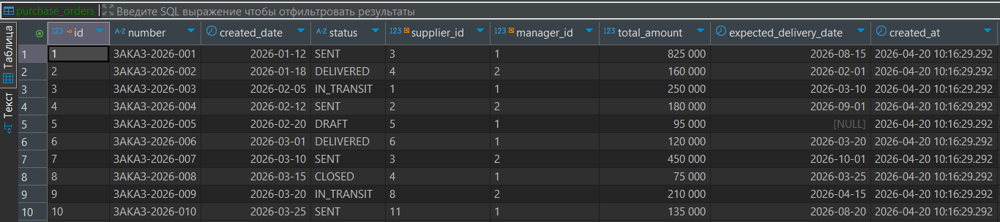 purchase_orders Введите SQL выражение чтобы отфильтровать результаты
Таблица
Текст
123 id A-Z number created_date A-Z status 123 supplier_id 123 manager_id 123 total_amount expected_delivery_date created_at
1 1 ЗАКАЗ-2026-001 2026-01-12 SENT 3 1 825 000 2026-08-15 2026-04-20 10:16:29.292
2 2 ЗАКАЗ-2026-002 2026-01-18 DELIVERED 4 2 160 000 2026-02-01 2026-04-20 10:16:29.292
3 3 ЗАКАЗ-2026-003 2026-02-05 IN_TRANSIT 1 1 250 000 2026-03-10 2026-04-20 10:16:29.292
4 4 ЗАКАЗ-2026-004 2026-02-12 SENT 2 2 180 000 2026-09-01 2026-04-20 10:16:29.292
5 5 ЗАКАЗ-2026-005 2026-02-20 DRAFT 5 1 95 000 [NULL] 2026-04-20 10:16:29.292
6 6 ЗАКАЗ-2026-006 2026-03-01 DELIVERED 6 1 120 000 2026-03-20 2026-04-20 10:16:29.292
7 7 ЗАКАЗ-2026-007 2026-03-10 SENT 3 2 450 000 2026-10-01 2026-04-20 10:16:29.292
8 8 ЗАКАЗ-2026-008 2026-03-15 CLOSED 4 1 75 000 2026-03-25 2026-04-20 10:16:29.292
9 9 ЗАКАЗ-2026-009 2026-03-20 IN_TRANSIT 8 2 210 000 2026-04-15 2026-04-20 10:16:29.292
10 10 ЗАКАЗ-2026-010 2026-03-25 SENT 11 1 135 000 2026-08-20 2026-04-20 10:16:29.292